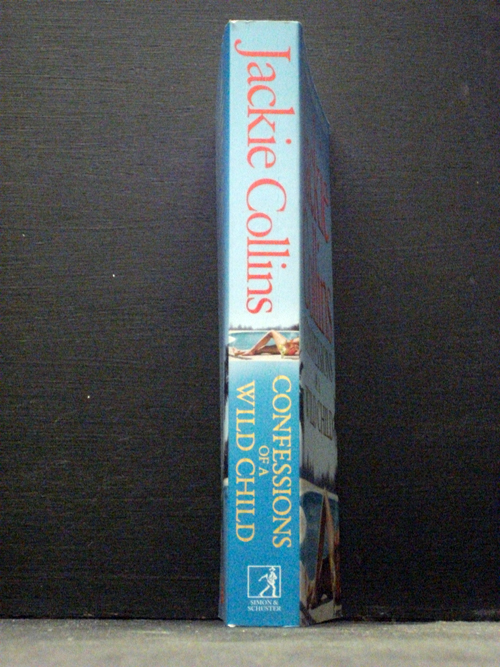 Jackie Collins
CONFESSIONS
OF A
WILD CHILD
SIMON &
SCHUSTER